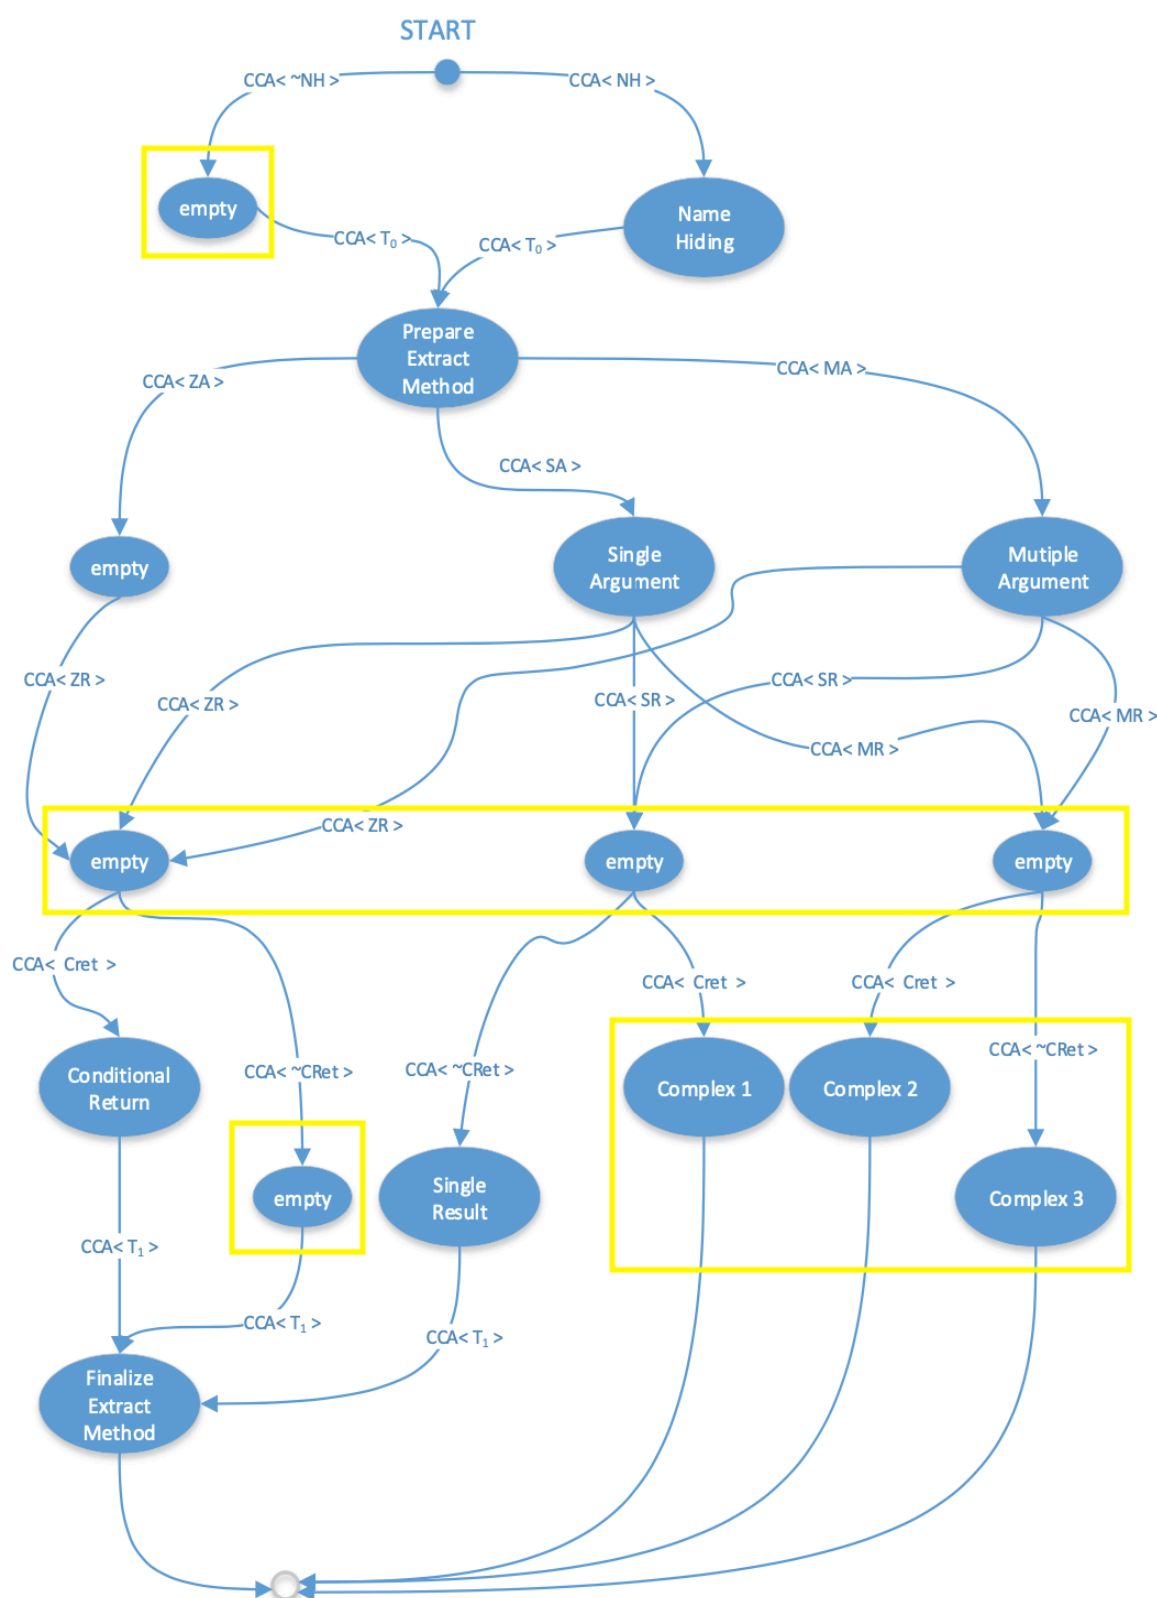 START
CCA< ~NH >
CCA< NH >
empty
Name
Hiding
CCA< T₀ >
CCA< T₀ >
Prepare
Extract
Method
CCA< ZA >
CCA< MA >
CCA< SA >
empty
Single
Argument
Mutiple
Argument
CCA< ZR >
CCA< ZR >
CCA< SR >
CCA< SR >
CCA< MR >
CCA< MR >
CCA< ZR >
empty
empty
empty
CCA< Cret >
CCA< Cret >
CCA< Cret >
CCA< ~CRet >
CCA< ~CRet >
CCA< ~CRet >
Conditional
Return
Complex 1
Complex 2
empty
Single
Result
Complex 3
CCA< T₁ >
CCA< T₁ >
CCA< T₁ >
Finalize
Extract
Method